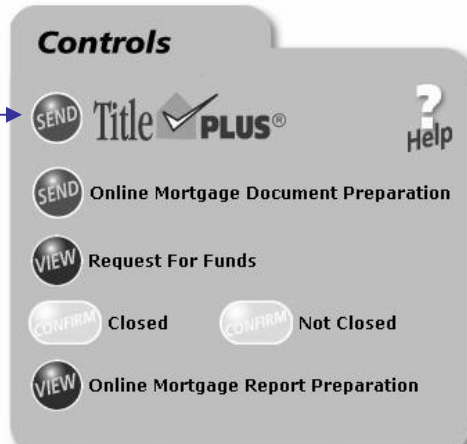 Controls
SEND Title PLUS®
? Help
SEND Online Mortgage Document Preparation
VIEW Request For Funds
CONFIRM Closed CONFIRM Not Closed
VIEW Online Mortgage Report Preparation